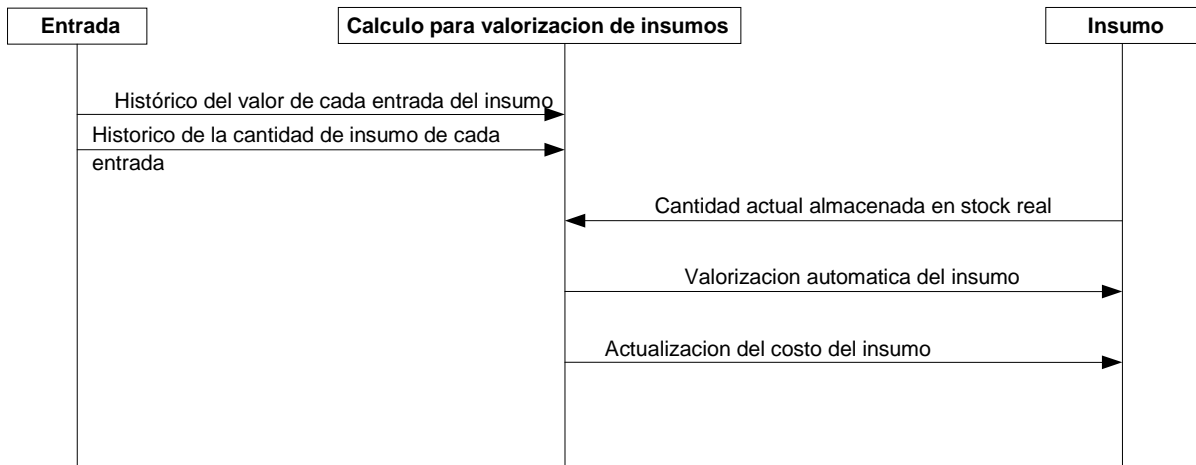 Entrada
Calculo para valorizacion de insumos
Insumo
Histórico del valor de cada entrada del insumo
Historico de la cantidad de insumo de cada
entrada
Cantidad actual almacenada en stock real
Valorizacion automatica del insumo
Actualizacion del costo del insumo